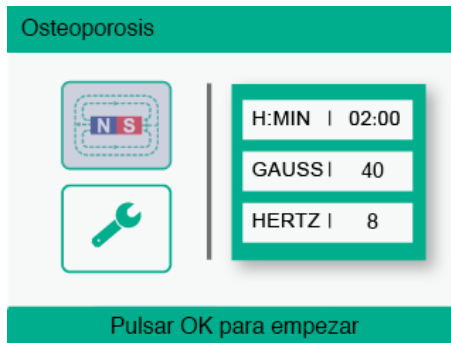 Osteoporosis
N S
H:MIN | 02:00
GAUSS | 40
HERTZ | 8
Pulsar OK para empezar